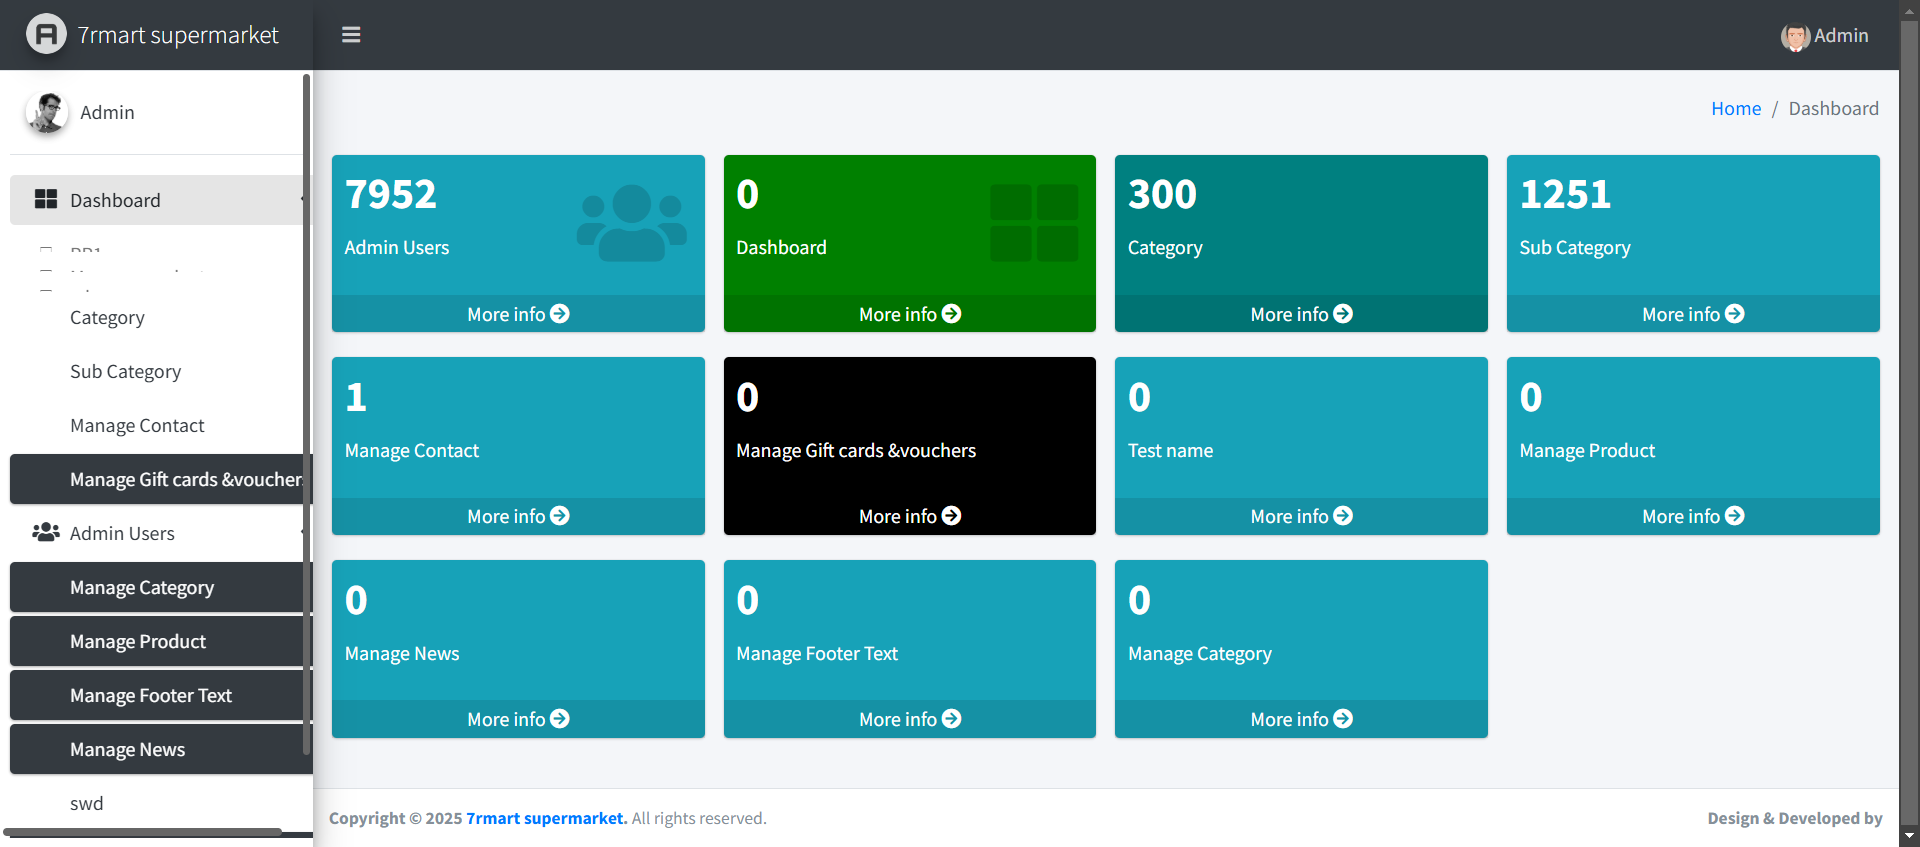 7rmart supermarket
Admin
Admin
Home / Dashboard
Dashboard
Category
Sub Category
Manage Contact
Manage Gift cards &voucher
Admin Users
Manage Category
Manage Product
Manage Footer Text
Manage News
swd
7952
Admin Users
More info
0
Dashboard
More info
300
Category
More info
1251
Sub Category
More info
1
Manage Contact
More info
0
Manage Gift cards &vouchers
More info
0
Test name
More info
0
Manage Product
More info
0
Manage News
More info
0
Manage Footer Text
More info
0
Manage Category
More info
Copyright © 2025 7rmart supermarket. All rights reserved.
Design & Developed by